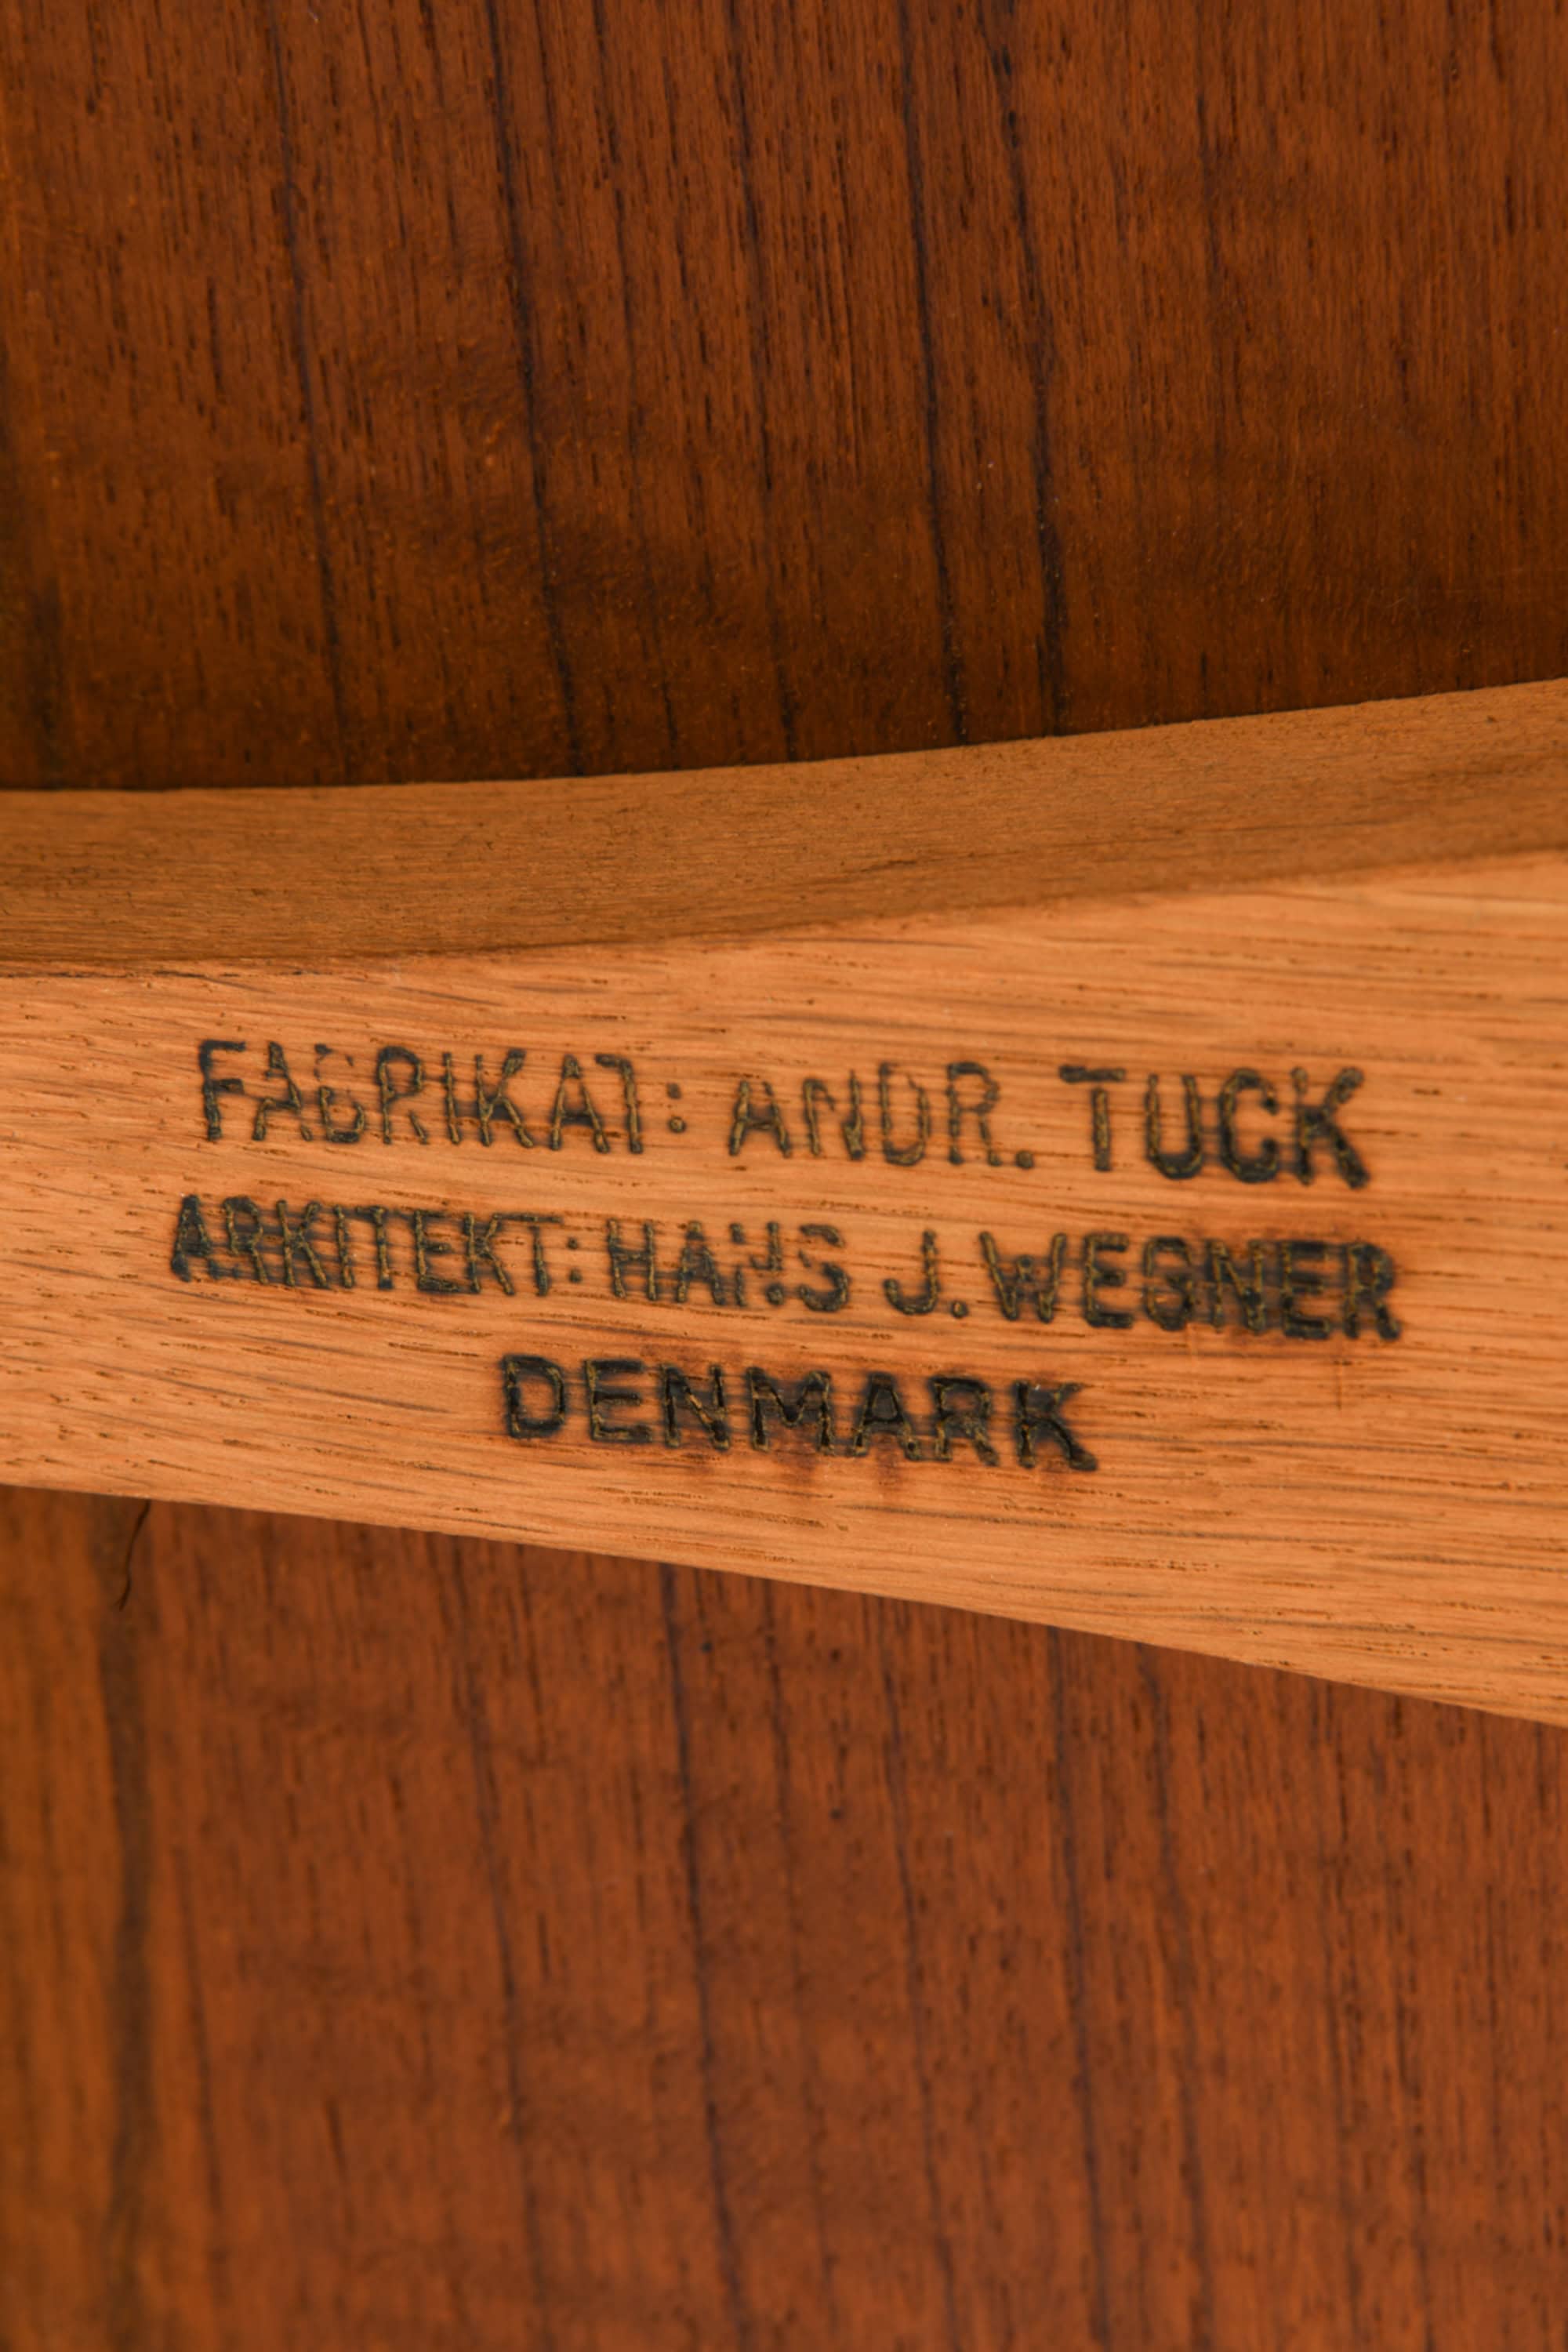 FABRIKAT: ANDR. TUCK
ARKITEKT: HANS J. WEGNER
DENMARK